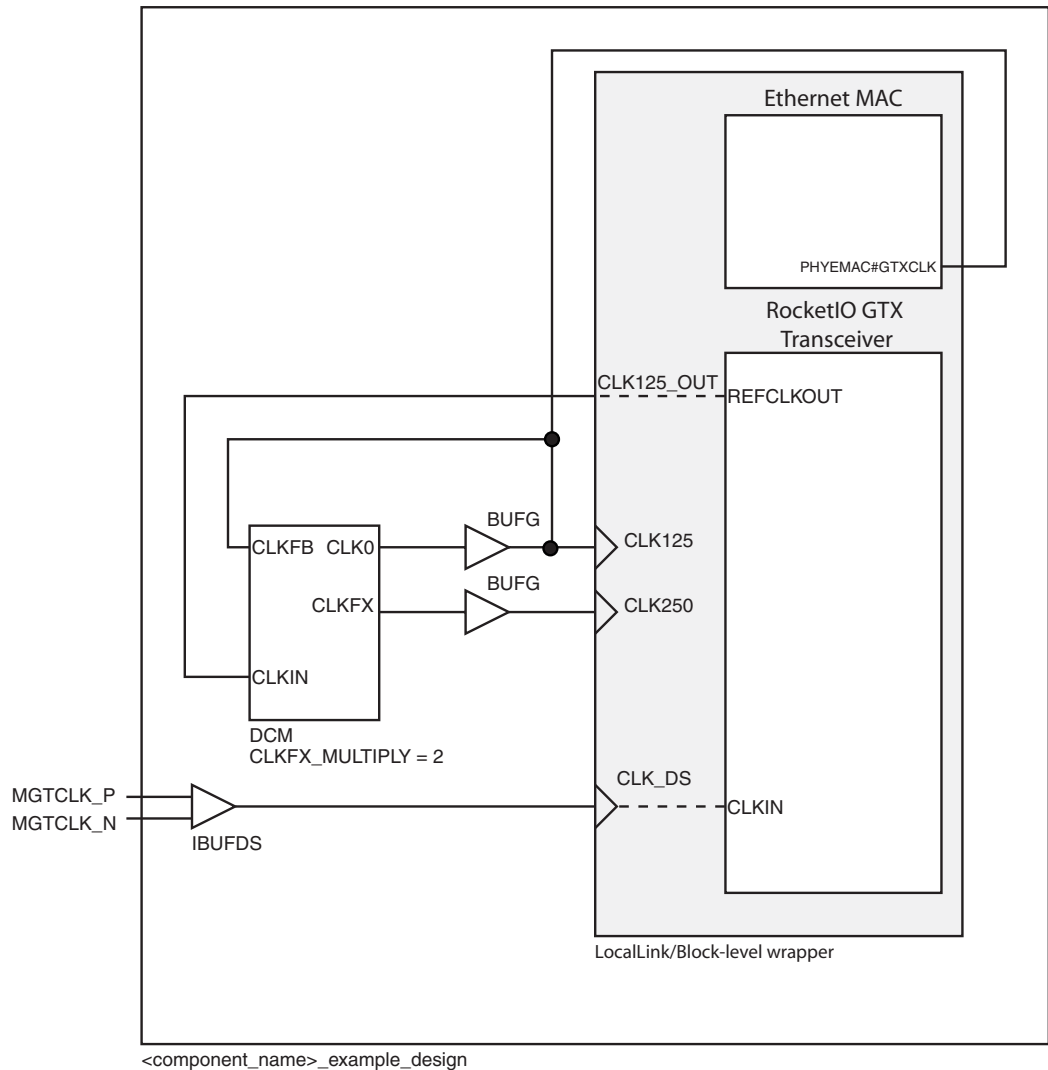 Ethernet MAC
PHYEMAC#GTXCLK
RocketIO GTX
Transceiver
CLK125_OUT
REFCLKOUT
BUFG
CLKFB
CLK0
CLK125
BUFG
CLKFX
CLK250
CLKIN
DCM
CLKFX_MULTIPLY = 2
CLK_DS
MGTCLK_P
MGTCLK_N
CLKIN
IBUFDS
LocalLink/Block-level wrapper
<component_name>_example_design